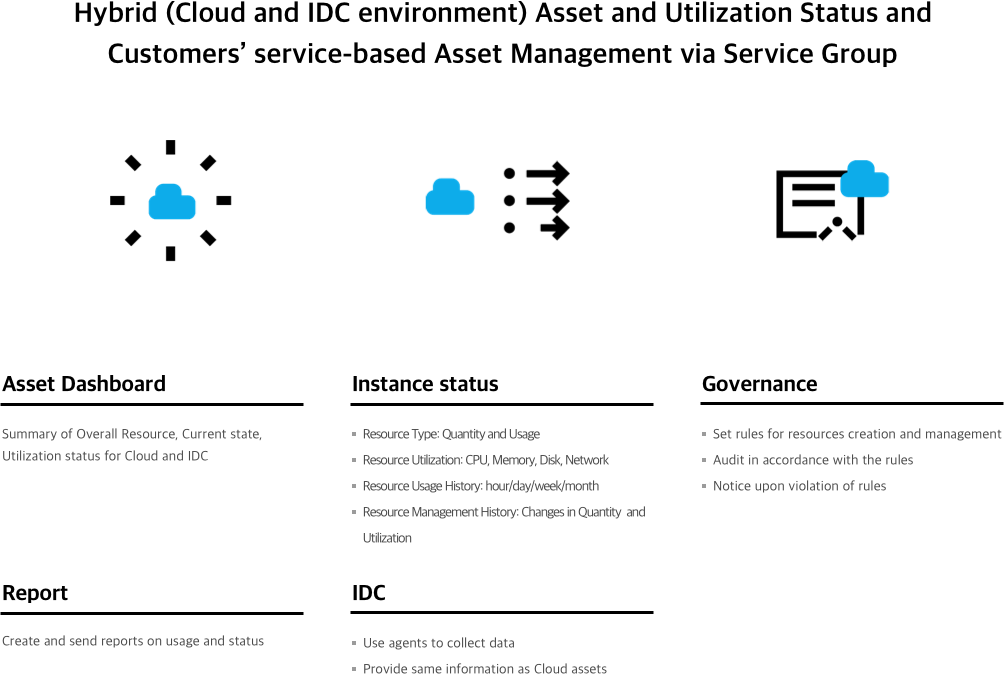 Hybrid (Cloud and IDC environment) Asset and Utilization Status and
Customers’ service-based Asset Management via Service Group
Asset Dashboard
Summary of Overall Resource, Current state,
Utilization status for Cloud and IDC
Instance status
▪ Resource Type: Quantity and Usage
▪ Resource Utilization: CPU, Memory, Disk, Network
▪ Resource Usage History: hour/day/week/month
▪ Resource Management History: Changes in Quantity and
Utilization
Governance
▪ Set rules for resources creation and management
▪ Audit in accordance with the rules
▪ Notice upon violation of rules
Report
Create and send reports on usage and status
IDC
▪ Use agents to collect data
▪ Provide same information as Cloud assets